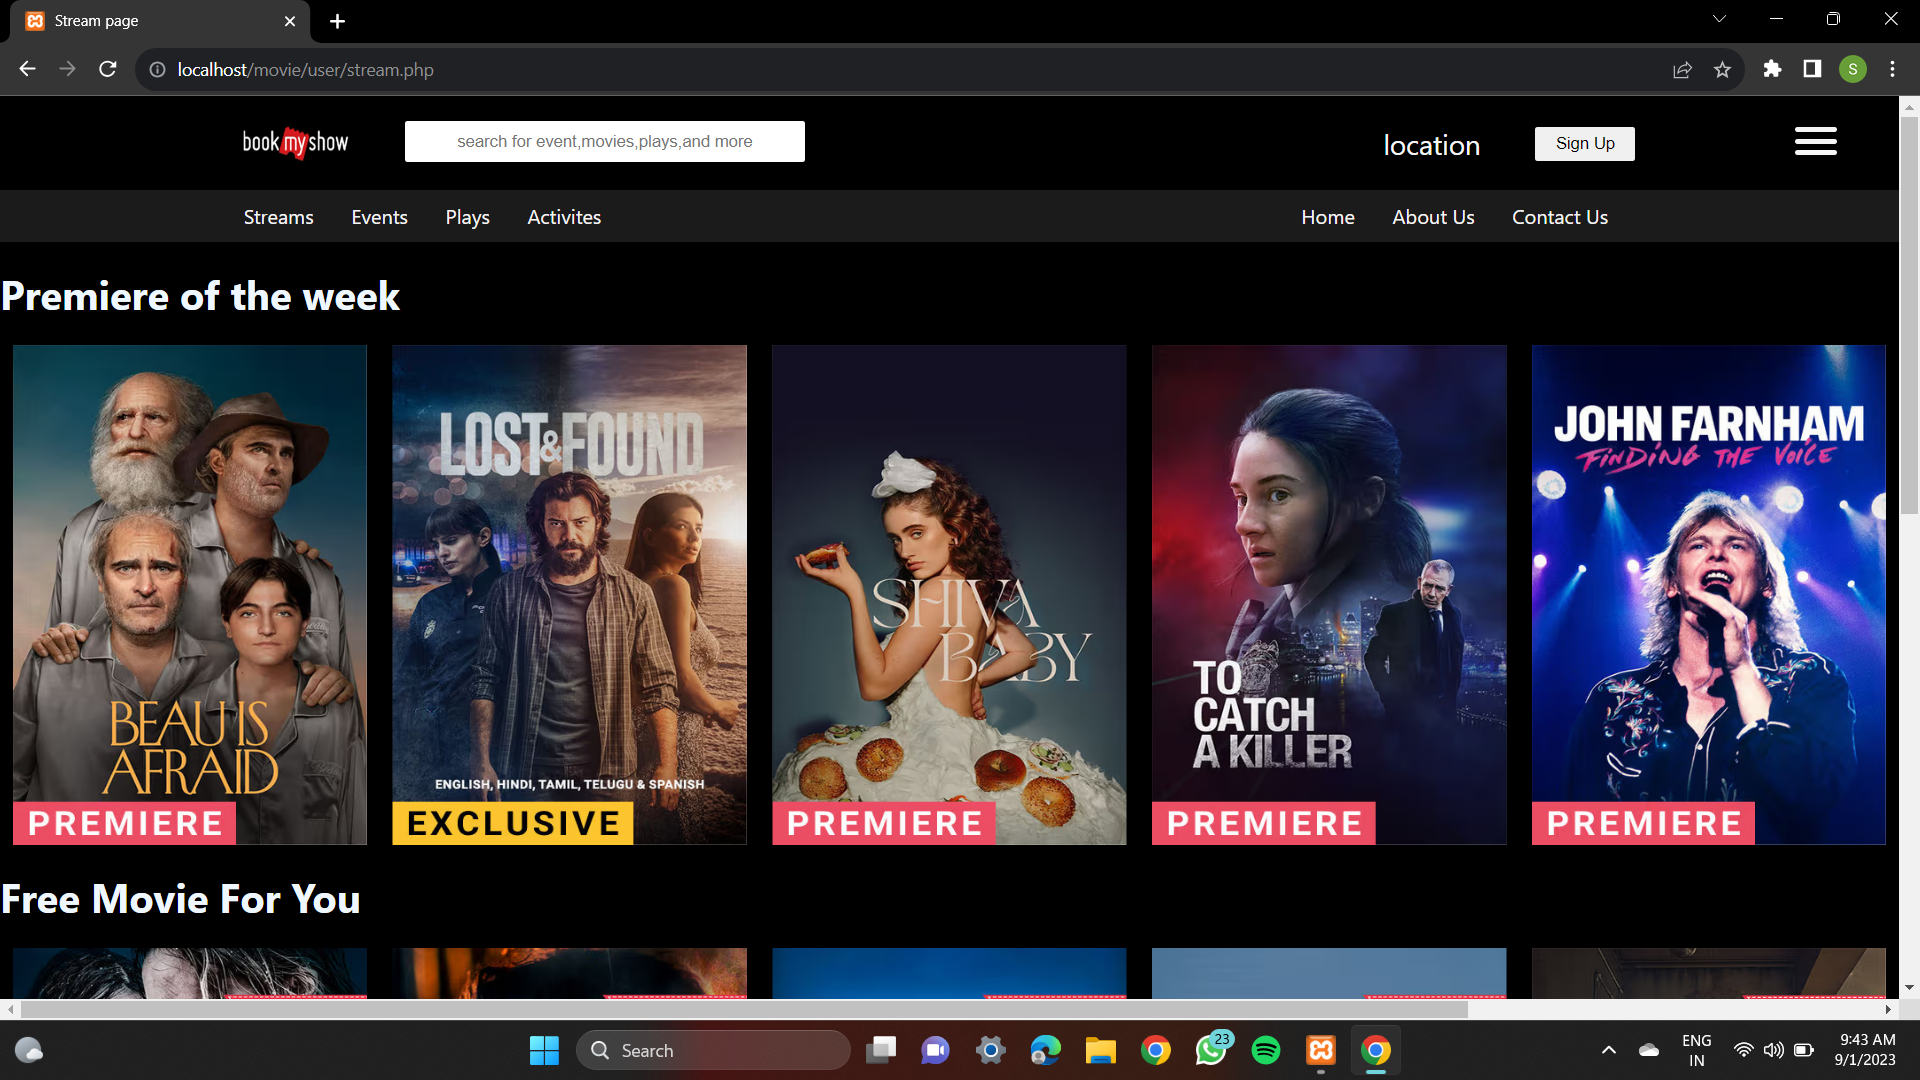 Stream page
localhost/movie/user/stream.php
S
book my show
search for event,movies,plays,and more
location
Sign Up
Streams Events Plays Activites
Home About Us Contact Us
Premiere of the week
BEAU IS
AFRAID
PREMIERE
LOST & FOUND
ENGLISH, HINDI, TAMIL, TELUGU & SPANISH
EXCLUSIVE
SHIVA
BABY
PREMIERE
TO
CATCH
A KILLER
PREMIERE
JOHN FARNHAM
FINDING THE VOICE
PREMIERE
Free Movie For You
Search
23
ENG
IN
9:43 AM
9/1/2023